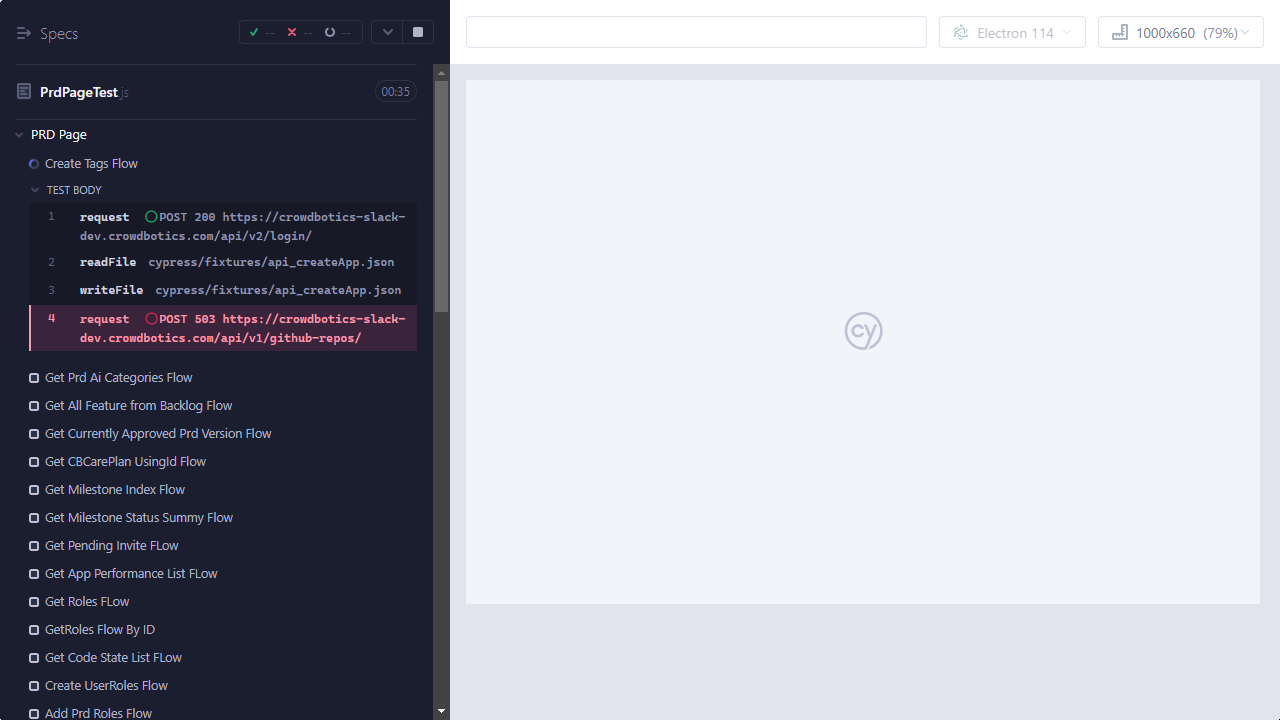 Specs
--
--
--
Electron 114
1000x660 (79%)
PrdPageTest.js
00:35
PRD Page
Create Tags Flow
TEST BODY
1 request POST 200 https://crowdbotics-slack-
dev.crowdbotics.com/api/v2/login/
2 readFile cypress/fixtures/api_createApp.json
3 writeFile cypress/fixtures/api_createApp.json
4 request POST 503 https://crowdbotics-slack-
dev.crowdbotics.com/api/v1/github-repos/
cy
Get Prd Ai Categories Flow
Get All Feature from Backlog Flow
Get Currently Approved Prd Version Flow
Get CBCarePlan UsingId Flow
Get Milestone Index Flow
Get Milestone Status Summy Flow
Get Pending Invite FLow
Get App Performance List FLow
Get Roles FLow
GetRoles Flow By ID
Get Code State List FLow
Create UserRoles Flow
Add Prd Roles Flow